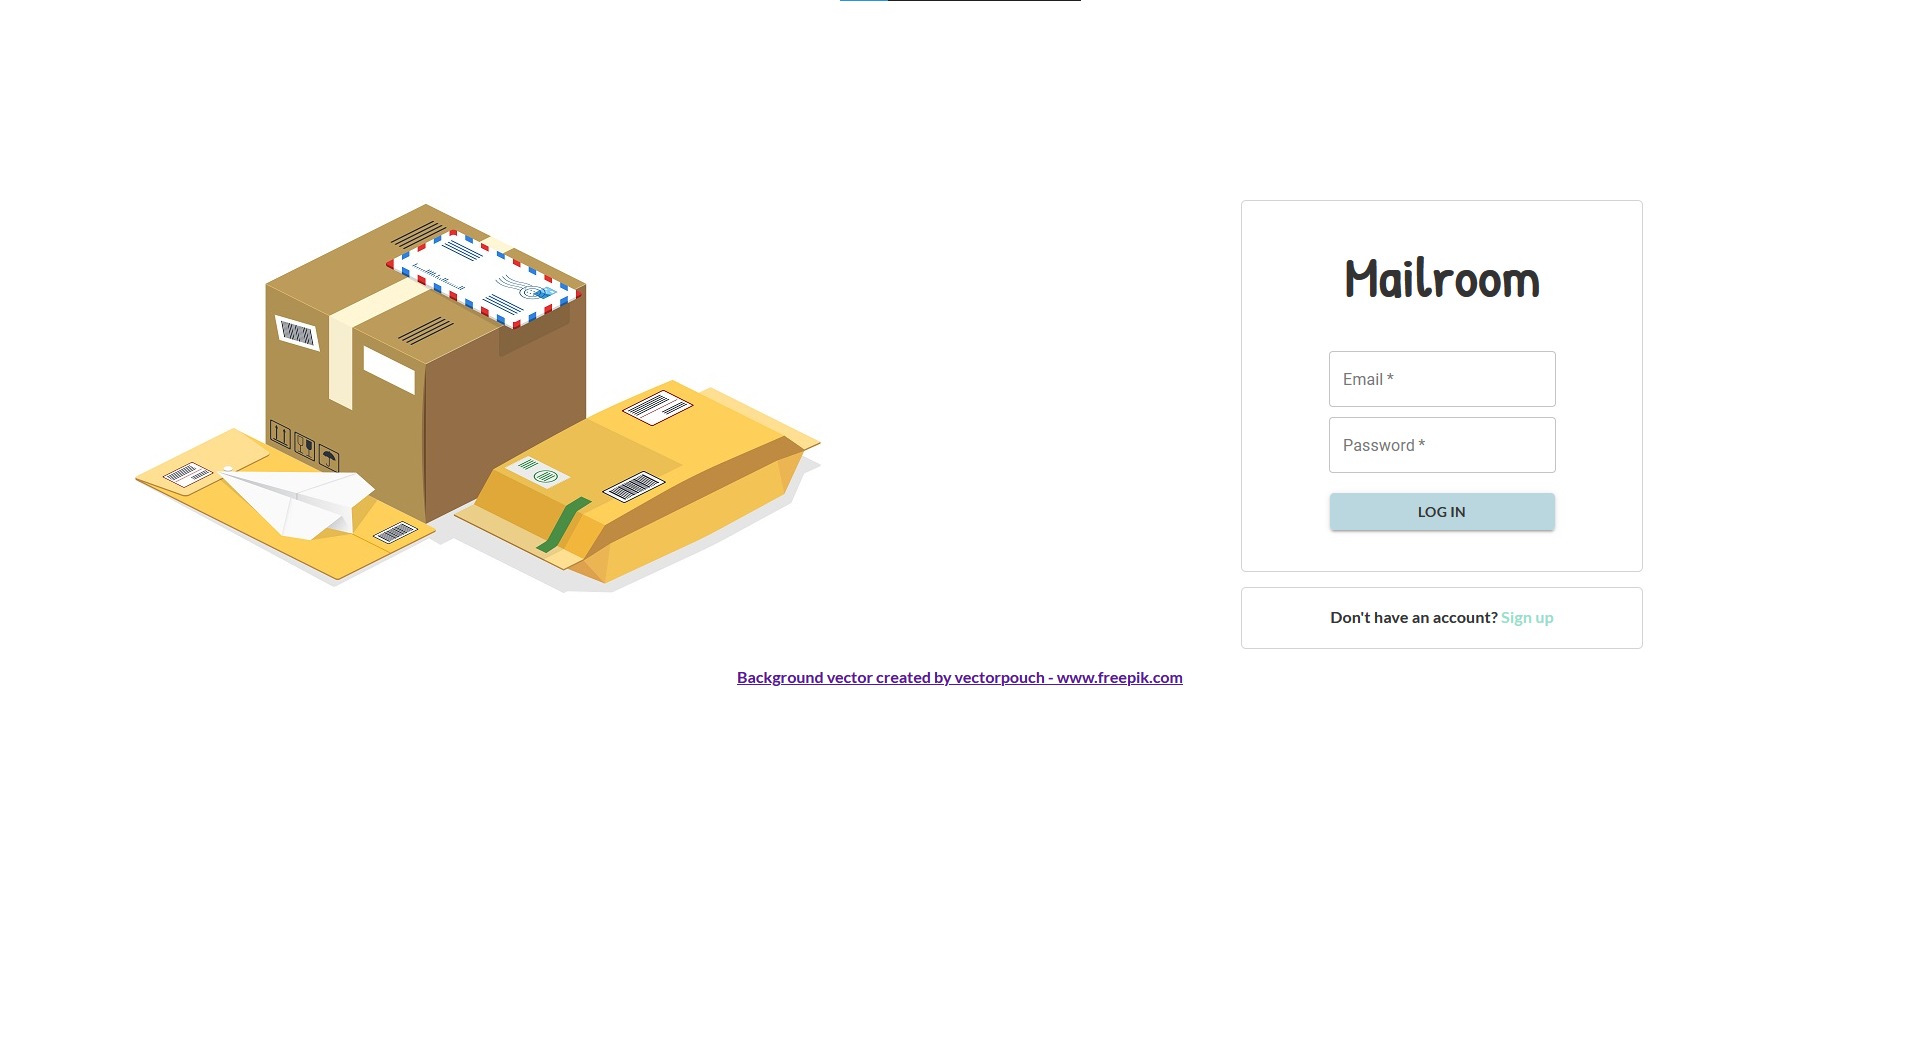 Mailroom
Email *
Password *
LOG IN
Don't have an account? Sign up
Background vector created by vectorpouch - www.freepik.com